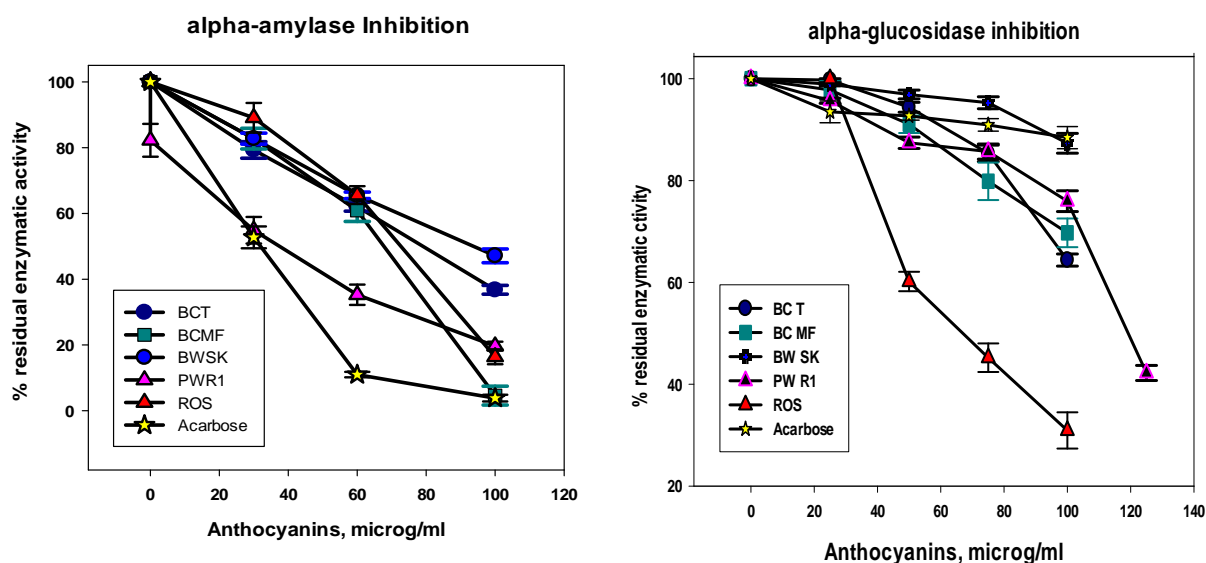 alpha-amylase Inhibition
% residual enzymatic activity
100
80
60
40
20
0
BCT
BCMF
BWSK
PWR1
ROS
Acarbose
0 20 40 60 80 100 120
Anthocyanins, microg/ml
alpha-glucosidase inhibition
% residual enzymatic ctivity
100
80
60
40
20
BC T
BC MF
BW SK
PW R1
ROS
Acarbose
0 20 40 60 80 100 120 140
Anthocyanins, microg/ml